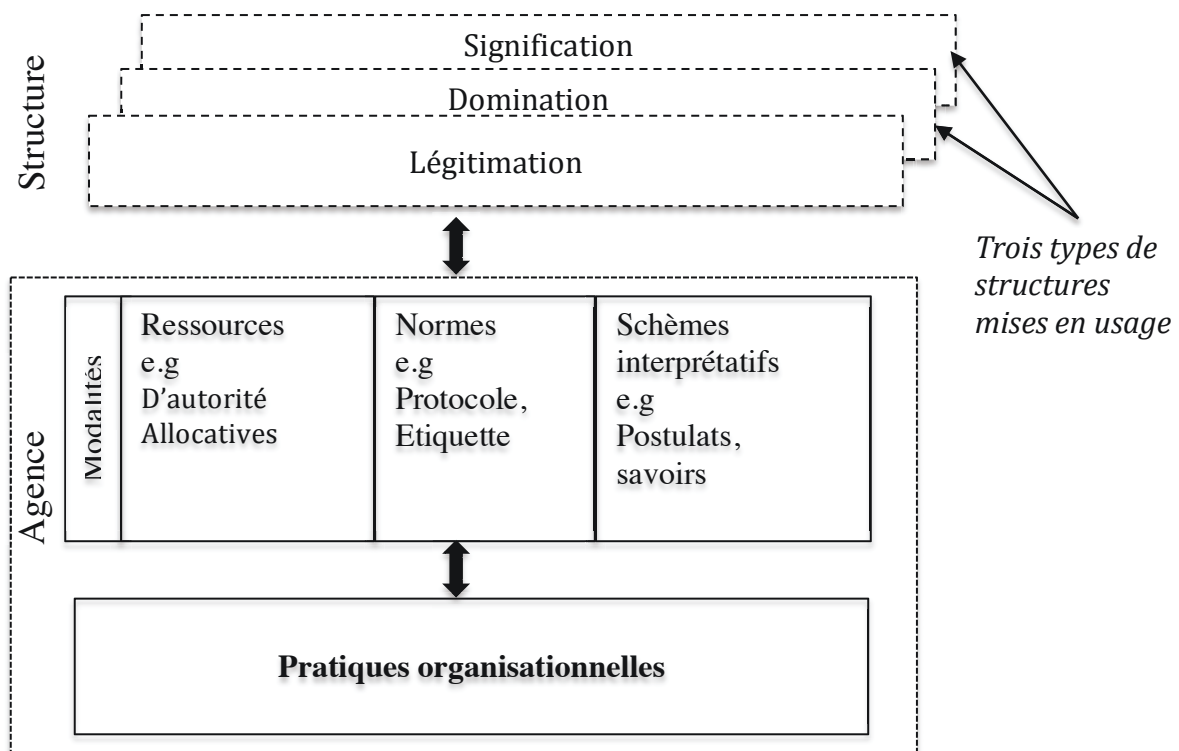 Structure
Signification
Domination
Légitimation
Trois types de
structures
mises en usage
Agence
Modalités
Ressources
e.g
D’autorité
Allocatives
Normes
e.g
Protocole,
Etiquette
Schèmes
interprétatifs
e.g
Postulats,
savoirs
Pratiques organisationnelles